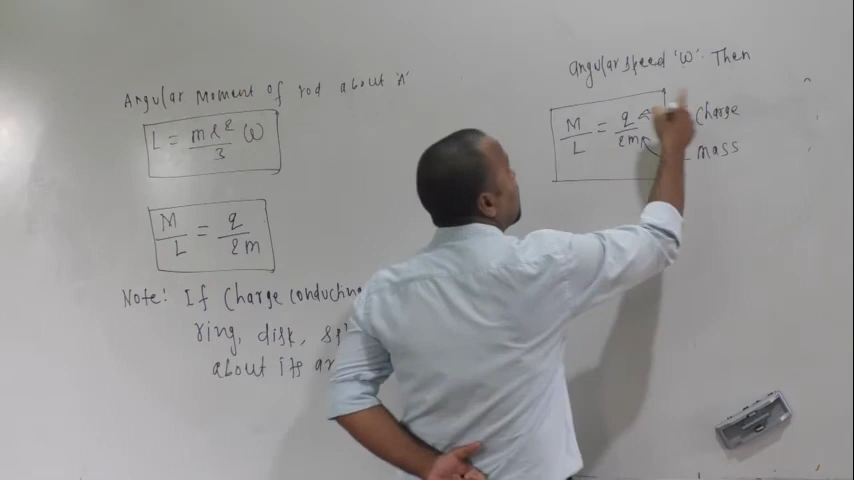 Angular Moment of rod about 'A'
L = mℓ²/3 ω
M/L = q/2m
Note: If Charge conducting
ring, disk,
about its
Angular speed 'ω'. Then
M/L = q/2m
Charge
mass